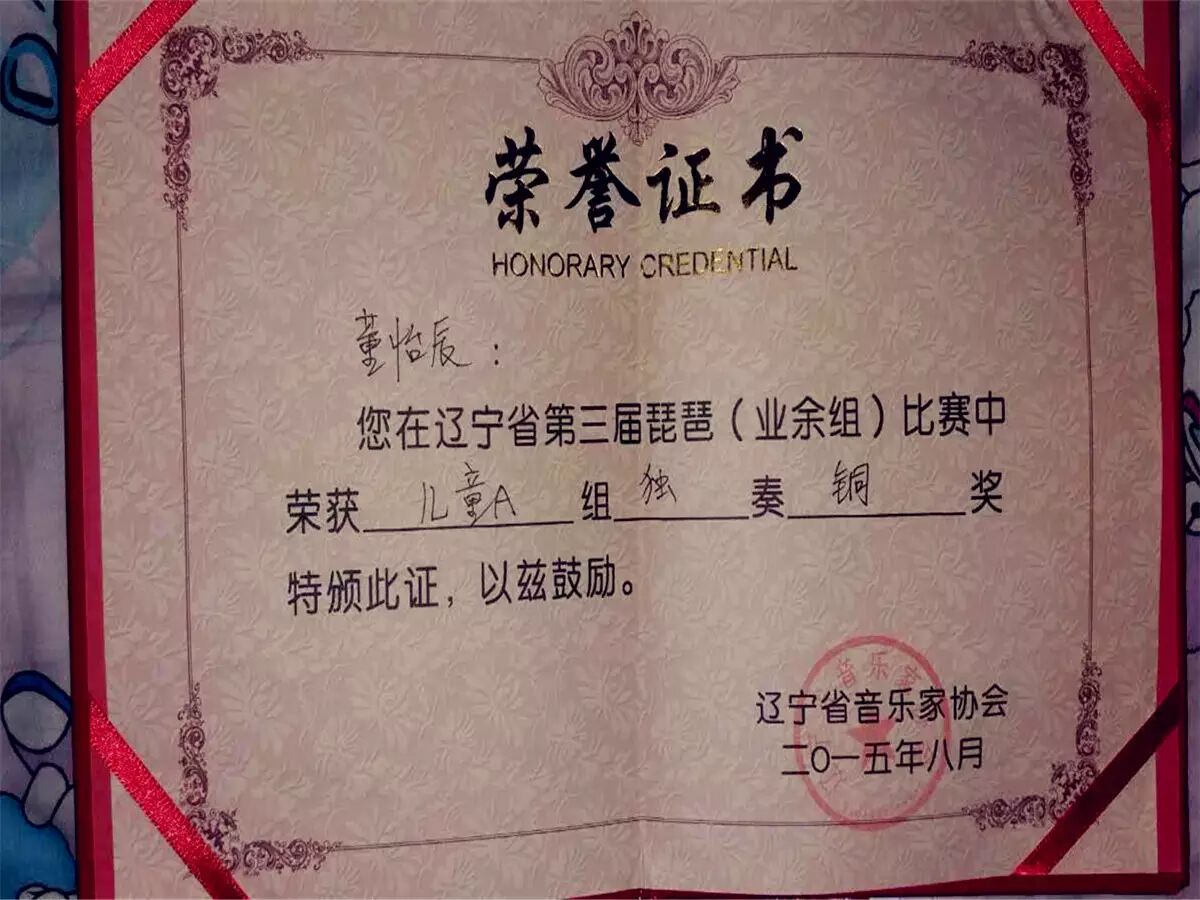 荣誉证书
HONORARY CREDENTIAL
董怡辰：
您在辽宁省第三届琵琶（业余组）比赛中
荣获儿童A组独奏铜奖
特颁此证，以兹鼓励。
音乐家
辽宁省音乐家协会
二〇一五年八月